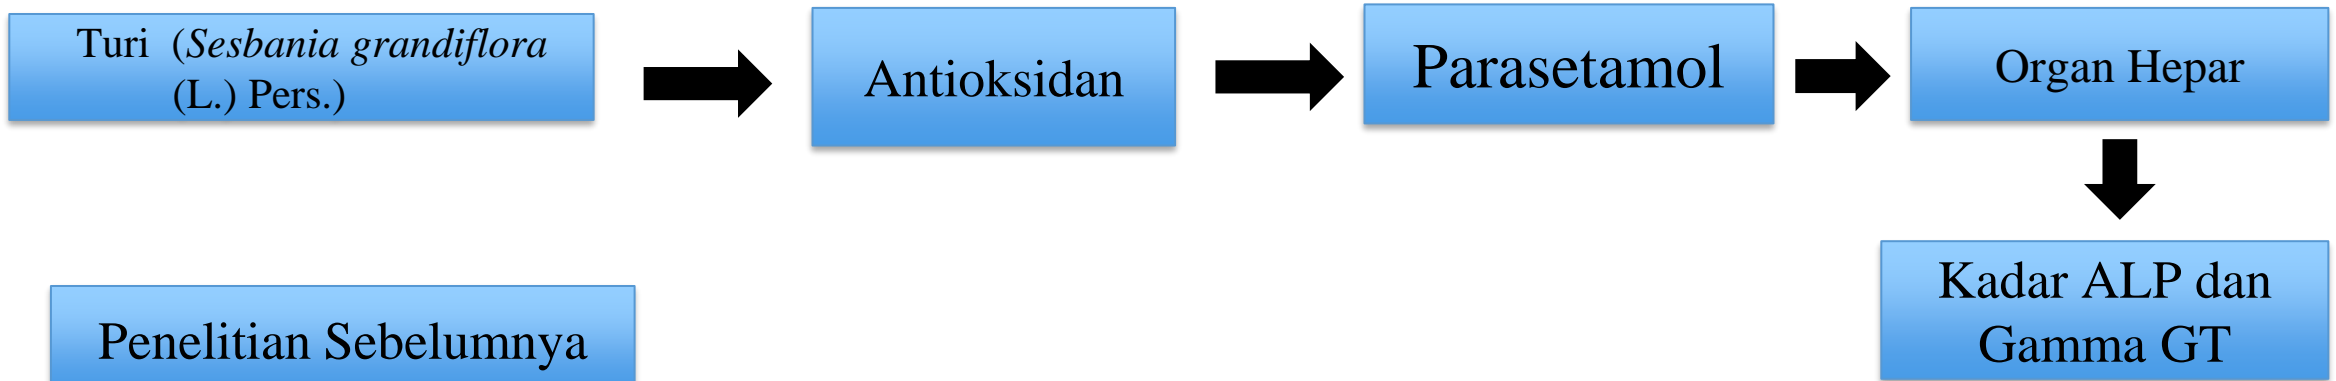 Turi (Sesbania grandiflora
(L.) Pers.)
Antioksidan
Parasetamol
Organ Hepar
Kadar ALP dan
Gamma GT
Penelitian Sebelumnya